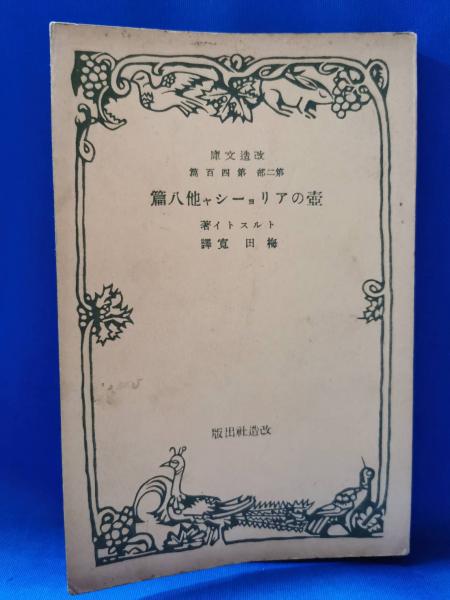 改造文庫
第二部 第四百篇
壺のアリョーシャ他八篇
トルストイ著
梅田 寛譯
改造社出版